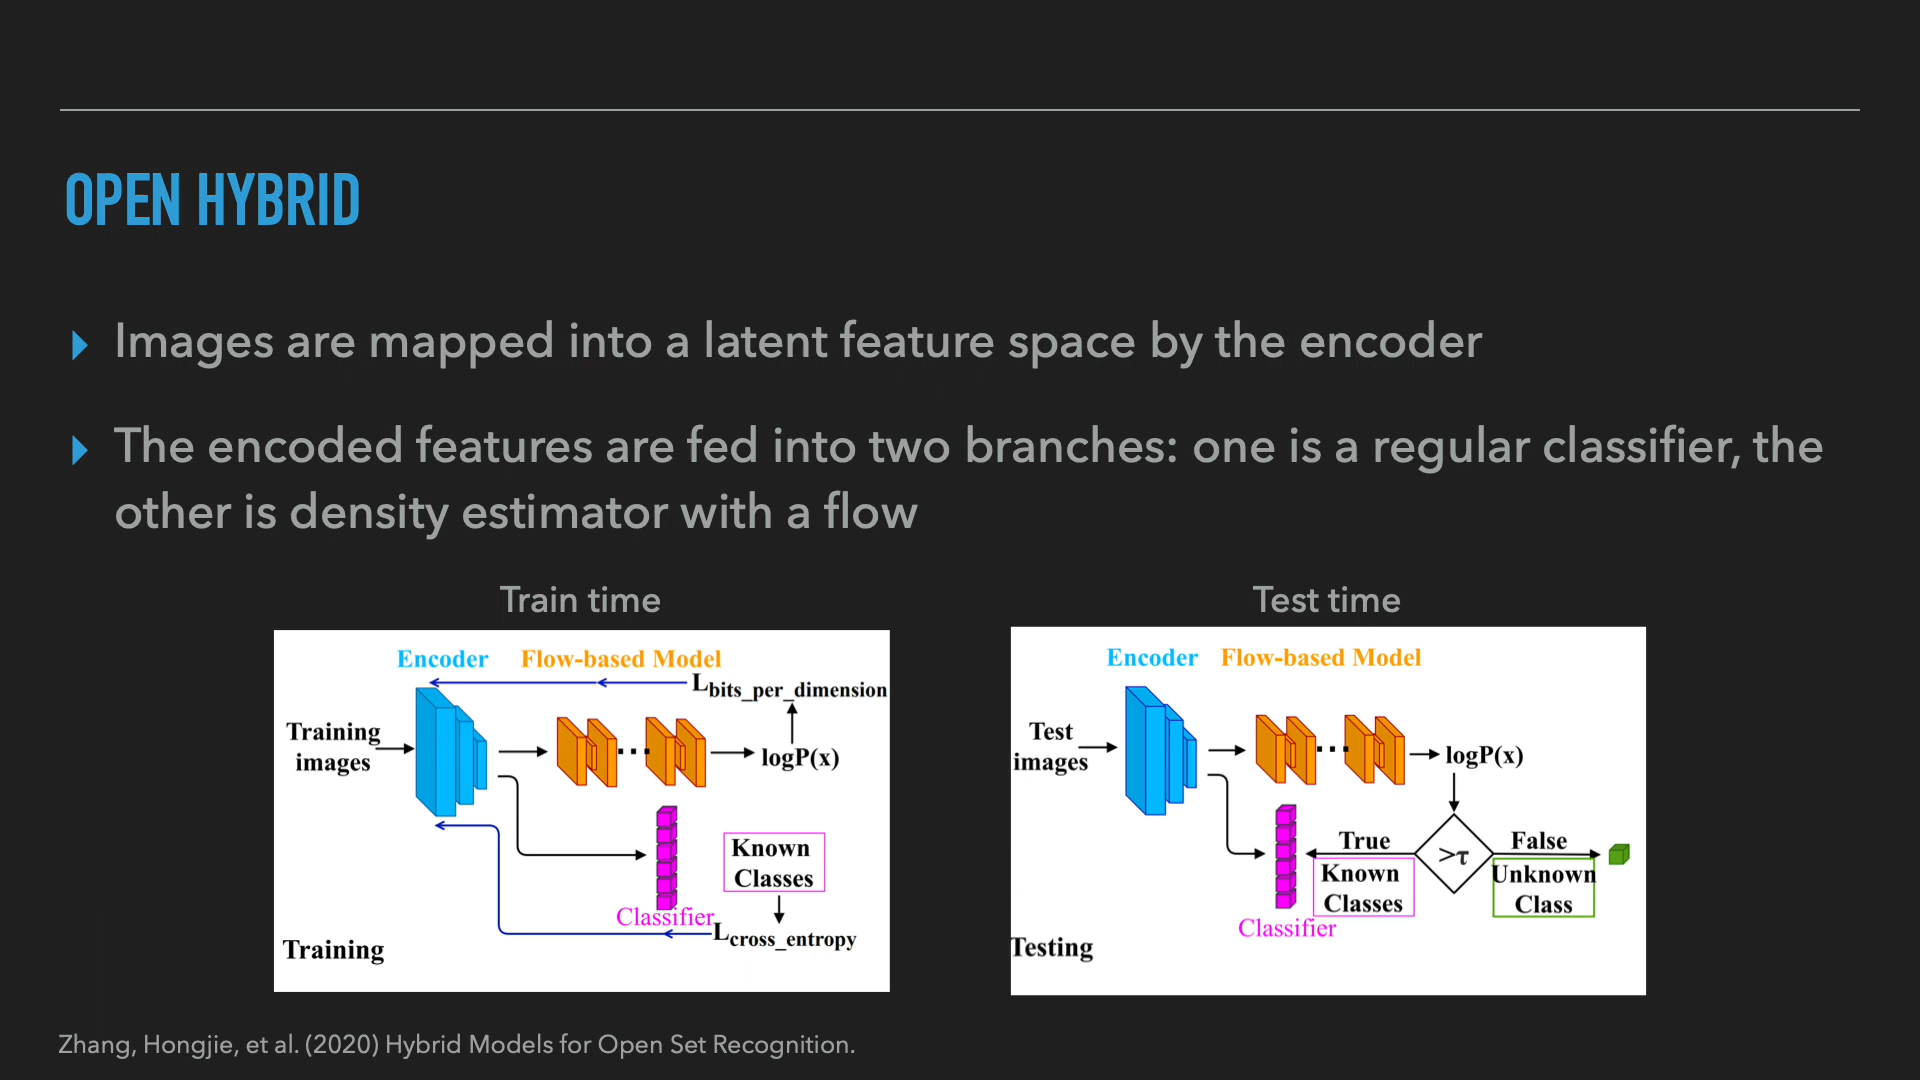 OPEN HYBRID
Images are mapped into a latent feature space by the encoder
The encoded features are fed into two branches: one is a regular classifier, the
other is density estimator with a flow
Train time
Encoder Flow-based Model
L_bits_per_dimension
Training
images
logP(x)
Known
Classes
Classifier
L_cross_entropy
Training
Test time
Encoder Flow-based Model
Test
images
logP(x)
True
>τ
False
Known
Classes
Unknown
Class
Classifier
Testing
Zhang, Hongjie, et al. (2020) Hybrid Models for Open Set Recognition.